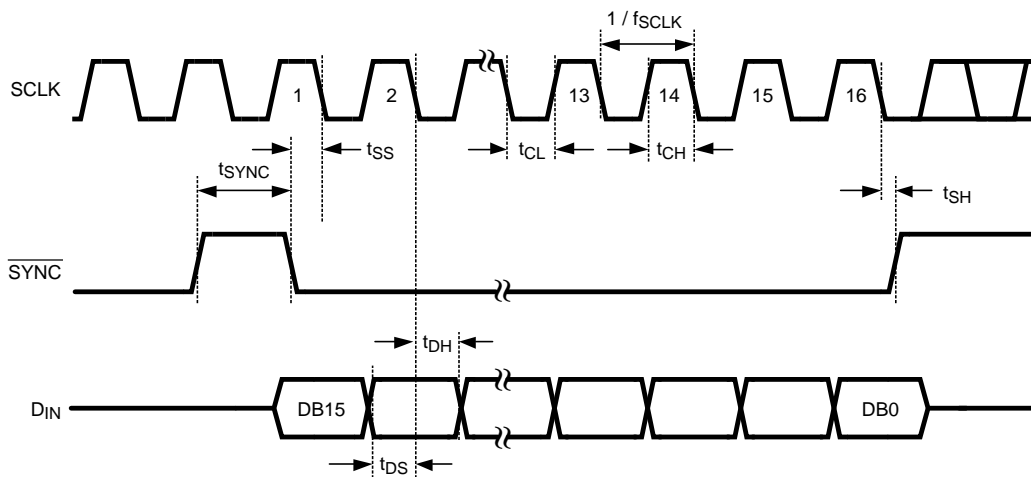 1 / fSCLK
SCLK
1
2
13
14
15
16
tSS
tCL
tCH
tSYNC
tSH
SYNC
tDH
DIN
DB15
DB0
tDS